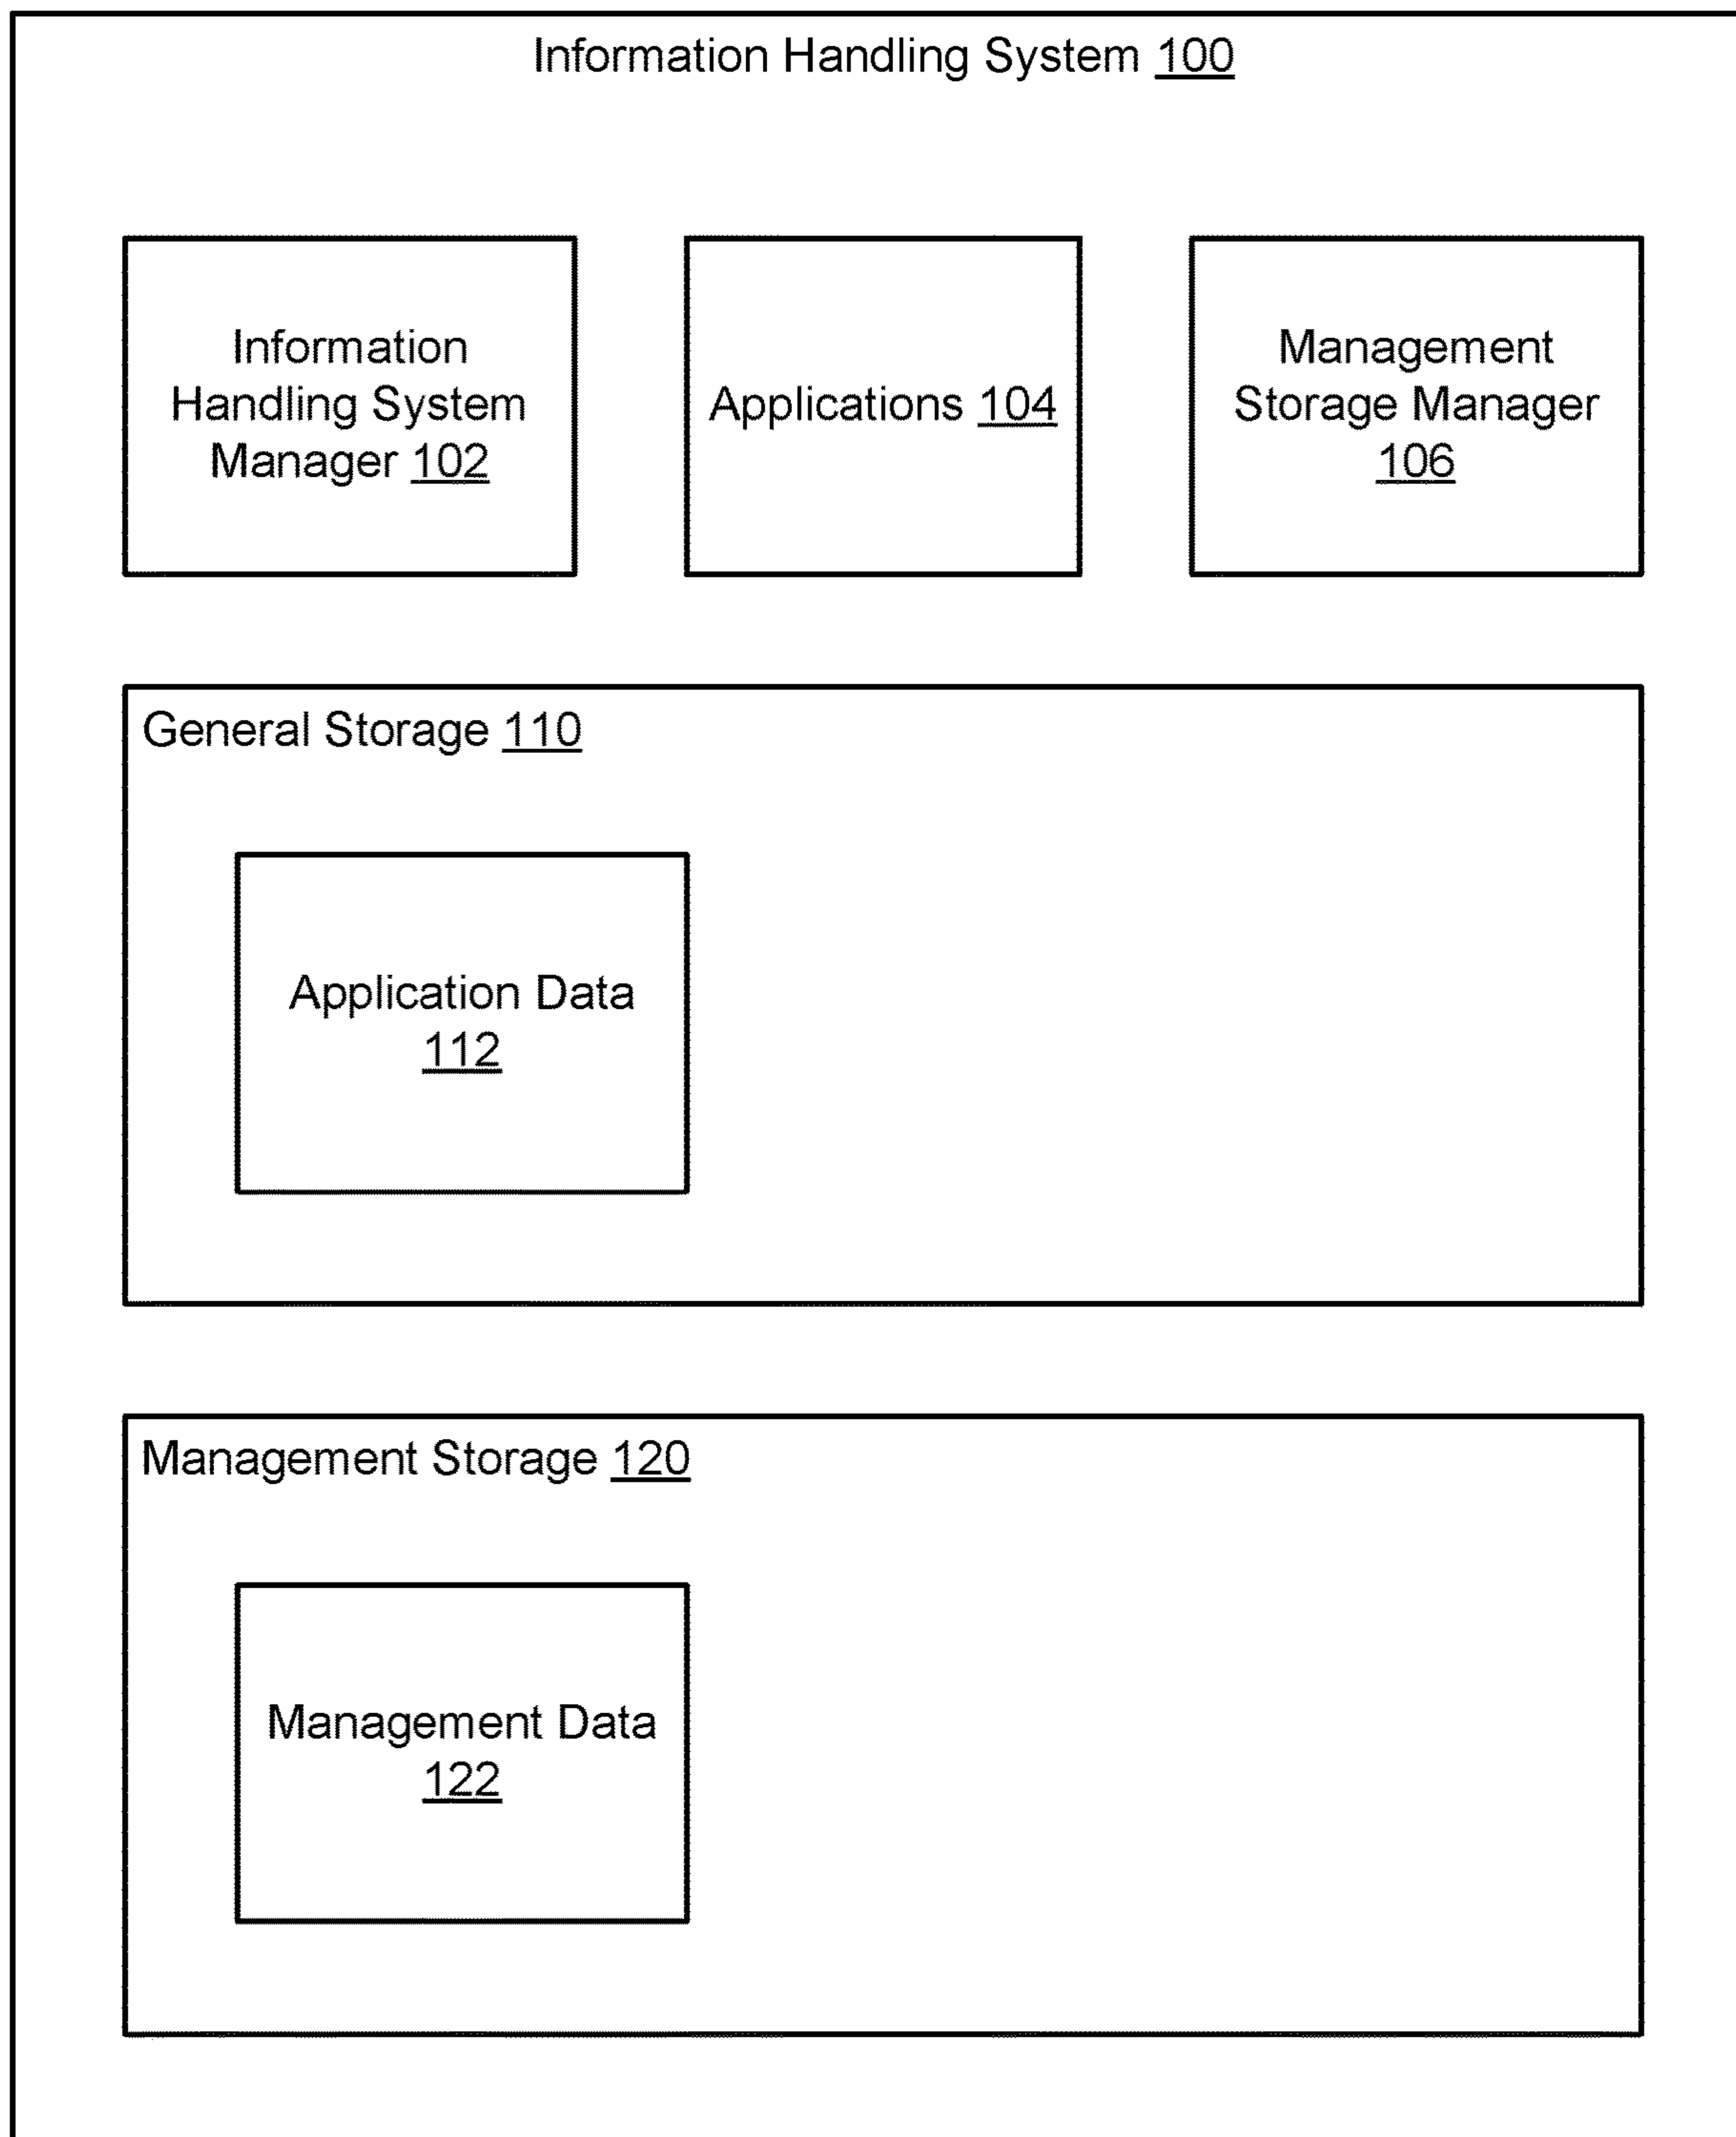 Information Handling System 100
Information
Handling System
Manager 102
Applications 104
Management
Storage Manager
106
General Storage 110
Application Data
112
Management Storage 120
Management Data
122